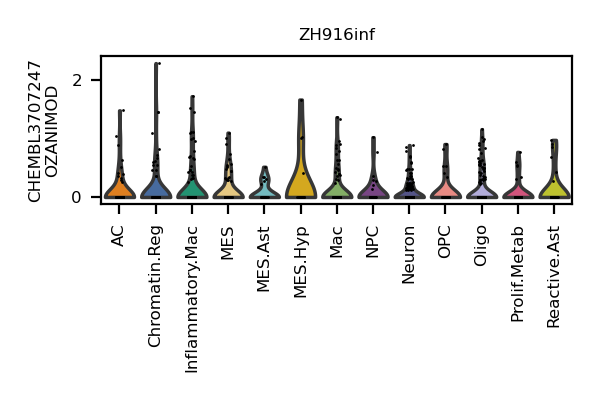 ZH916inf
CHEMBL3707247
OZANIMOD
2
0
AC
Chromatin.Reg
Inflammatory.Mac
MES
MES.Ast
MES.Hyp
Mac
NPC
Neuron
OPC
Oligo
Prolif.Metab
Reactive.Ast